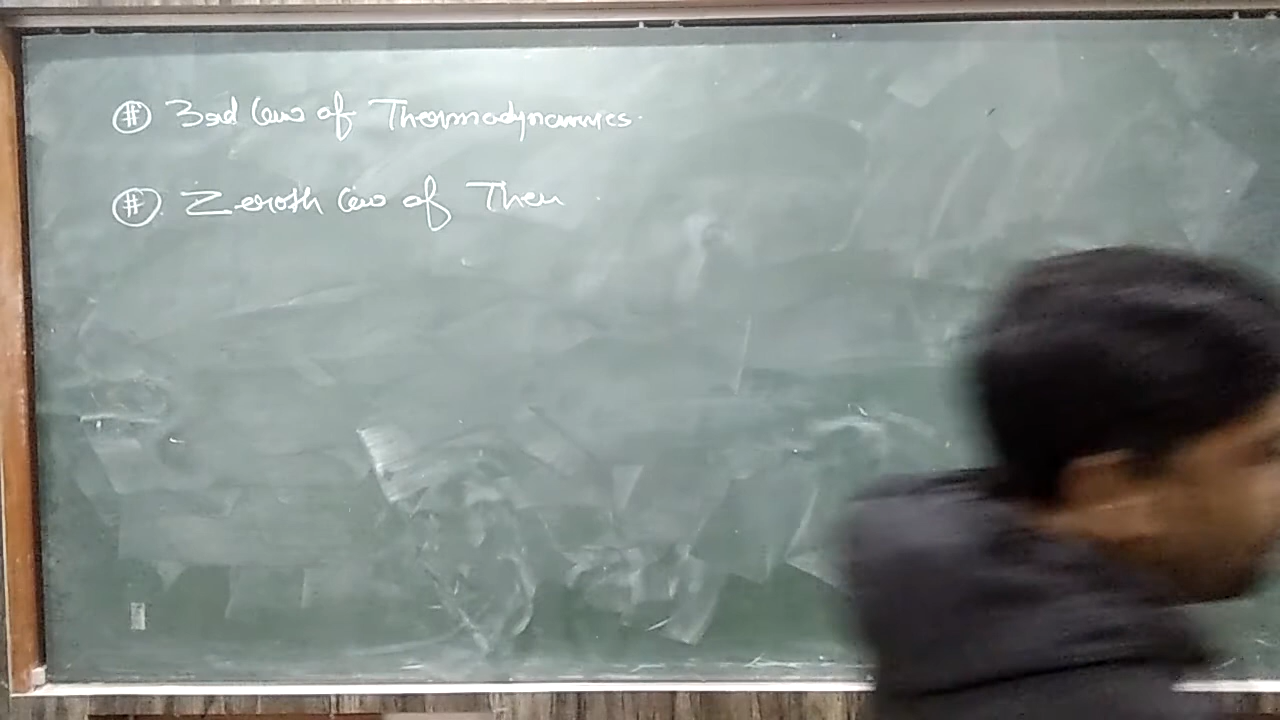 # 3rd law of Thermodynamics.
# Zeroth law of Ther